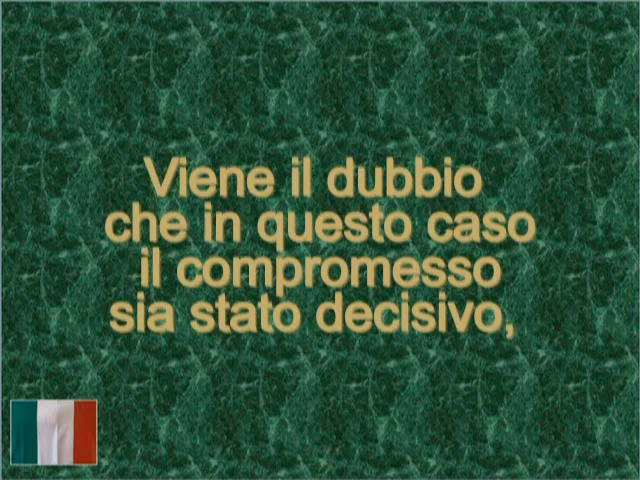 Viene il dubbio
che in questo caso
il compromesso
sia stato decisivo,